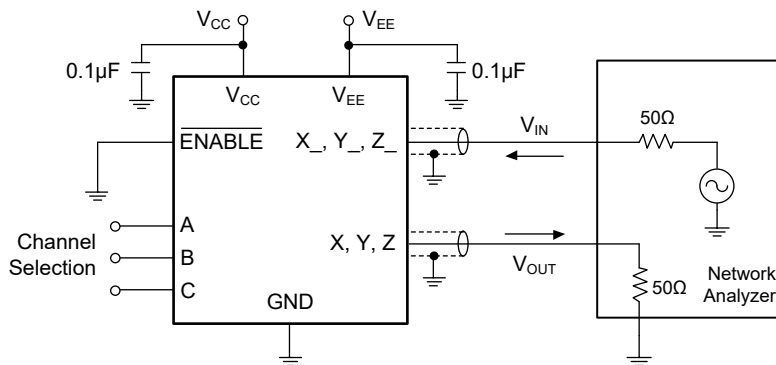 V_CC V_EE
0.1µF 0.1µF
V_CC V_EE
50Ω
V_IN
ENABLE X_, Y_, Z_
A
Channel
Selection
B
X, Y, Z
V_OUT
C
50Ω
Network
Analyzer
GND